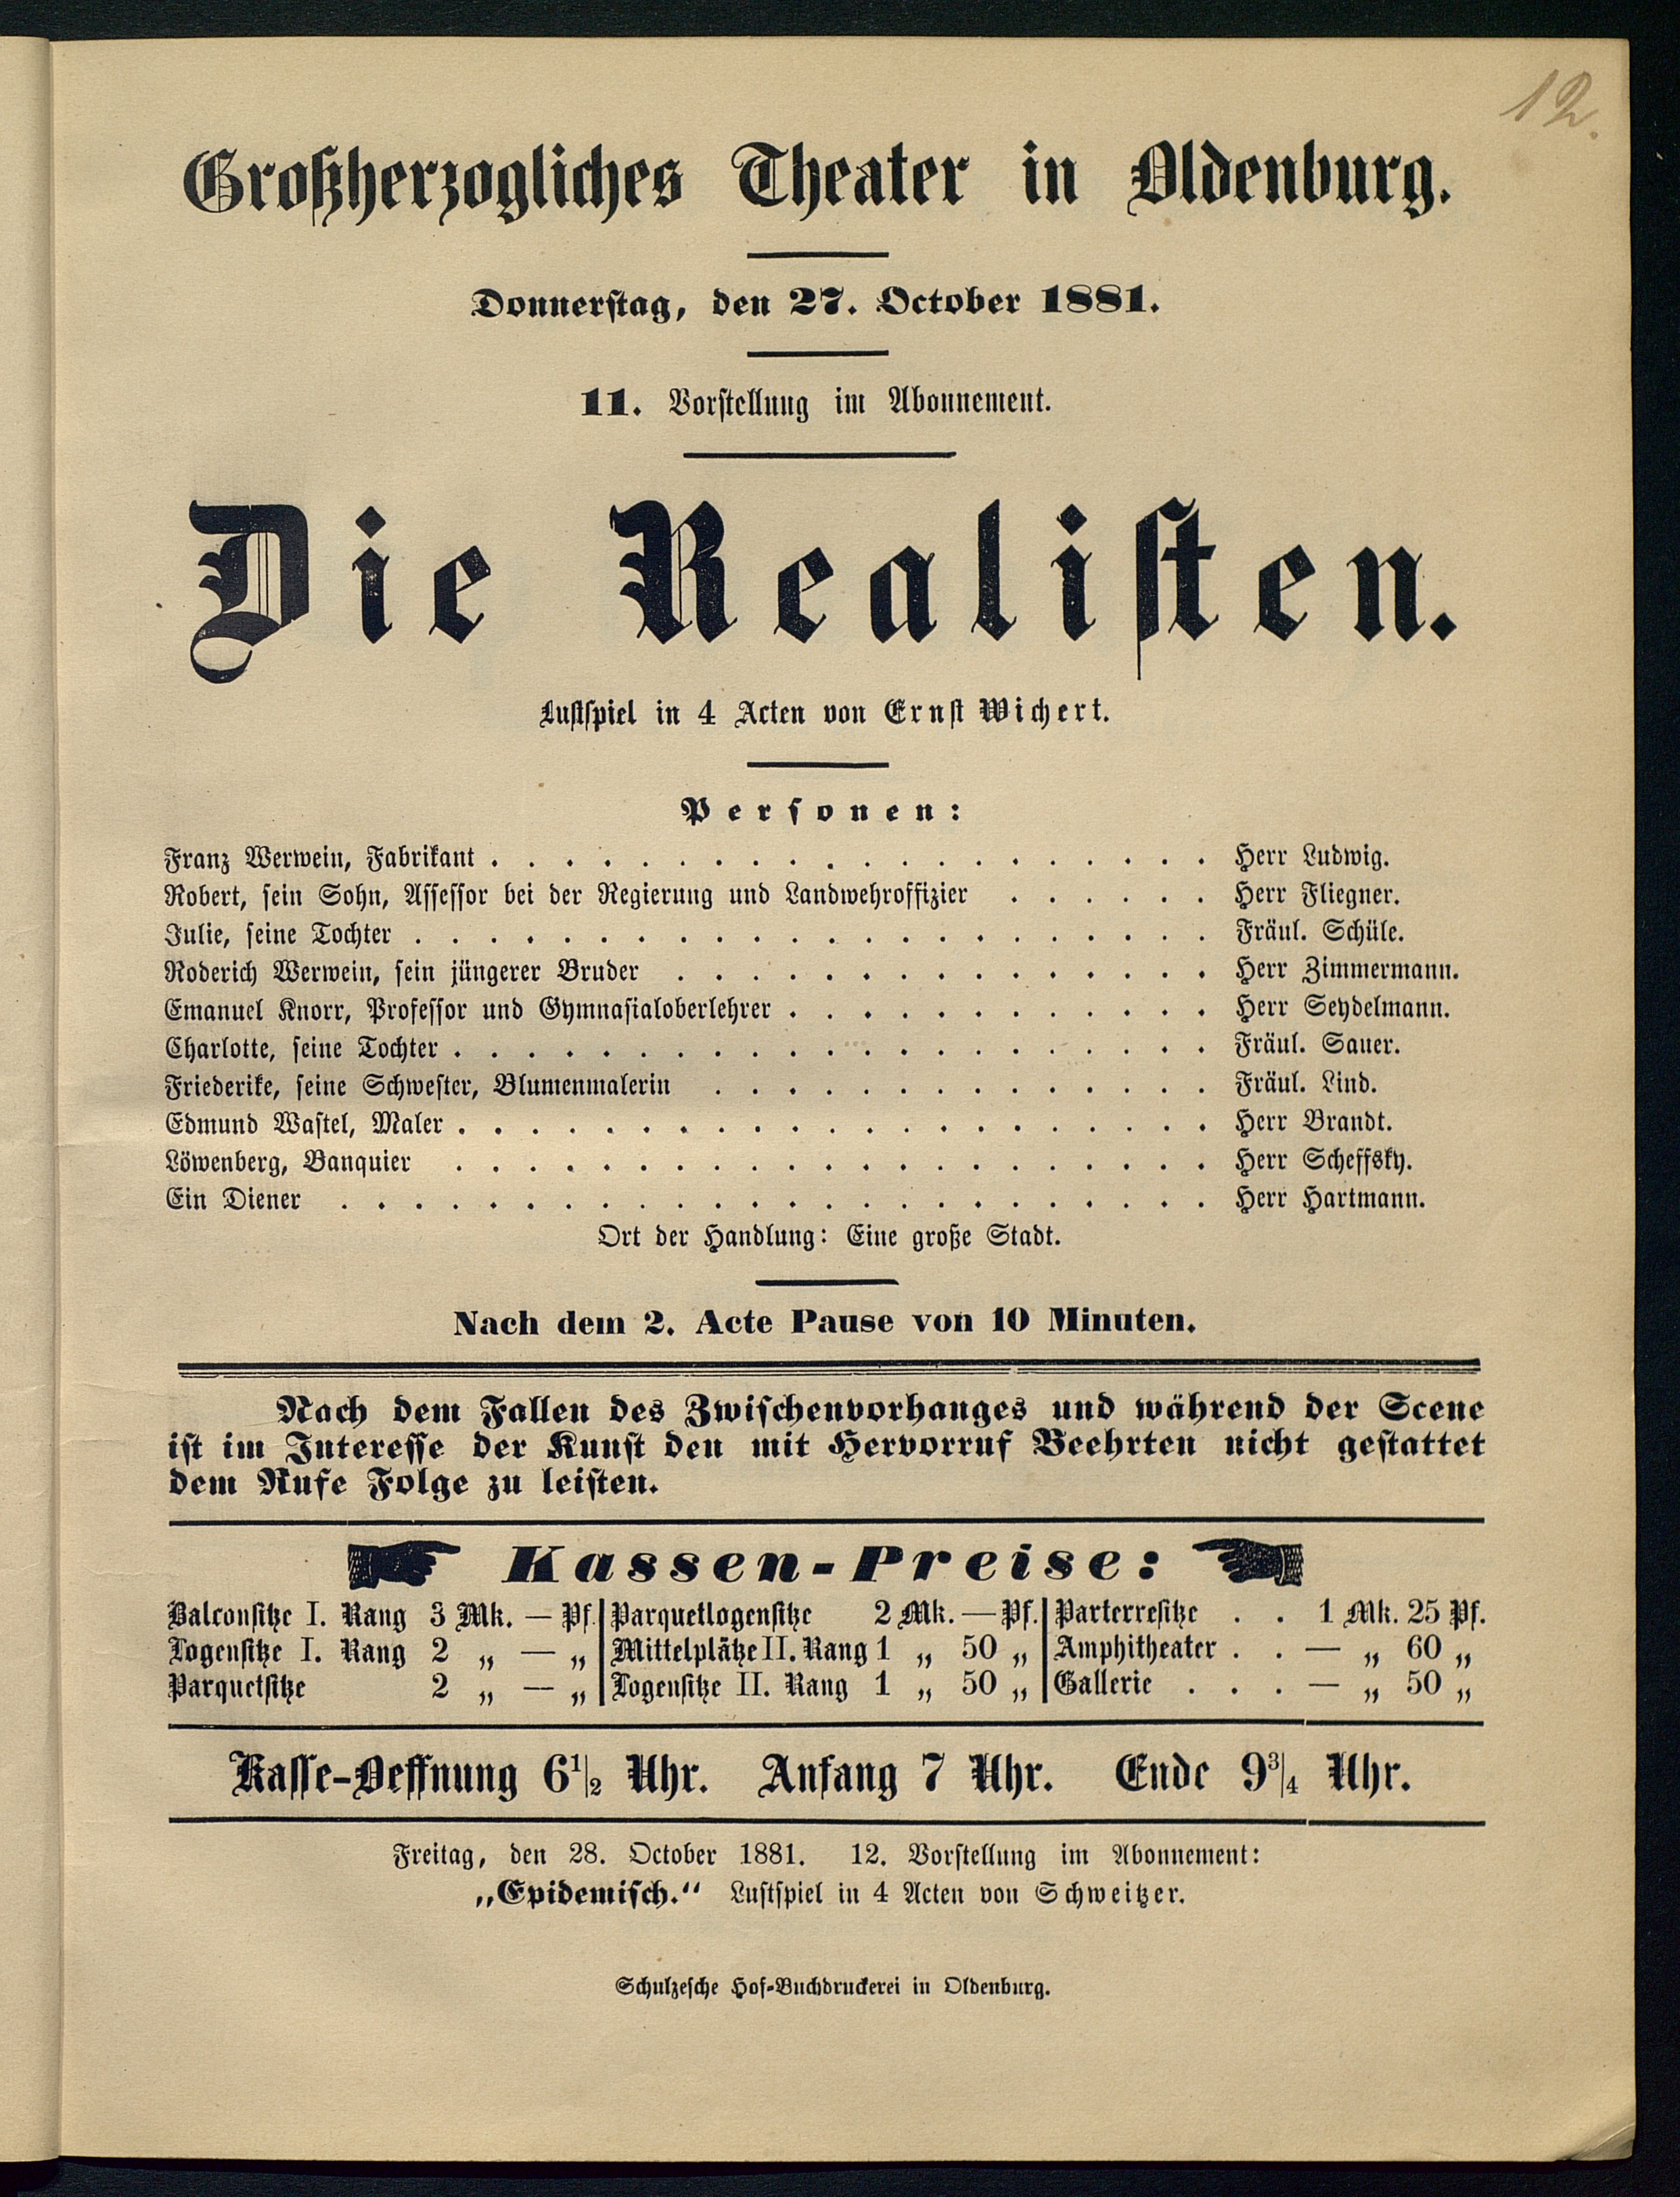 12.
Großherzogliches Theater in Oldenburg.
Donnerstag, den 27. October 1881.
11. Vorstellung im Abonnement.
Die Realisten.
Lustspiel in 4 Acten von Ernst Wichert.
Personen:
Franz Werwein, Fabrikant . . . . . . . . . . . . . . . . . . . . Herr Ludwig.
Robert, sein Sohn, Assessor bei der Regierung und Landwehroffizier . . . . . . Herr Fliegner.
Julie, seine Tochter . . . . . . . . . . . . . . . . . . . . . . Fräul. Schüle.
Roderich Werwein, sein jüngerer Bruder . . . . . . . . . . . . . . . Herr Zimmermann.
Emanuel Knorr, Professor und Gymnasialoberlehrer . . . . . . . . . . . . Herr Seydelmann.
Charlotte, seine Tochter . . . . . . . . . . . . . . . . . . . . . Fräul. Sauer.
Friederike, seine Schwester, Blumenmalerin . . . . . . . . . . . . . . Fräul. Lind.
Edmund Wastel, Maler . . . . . . . . . . . . . . . . . . . . . Herr Brandt.
Löwenberg, Banquier . . . . . . . . . . . . . . . . . . . . . Herr Scheffsky.
Ein Diener . . . . . . . . . . . . . . . . . . . . . . . . Herr Hartmann.
Ort der Handlung: Eine große Stadt.
Nach dem 2. Acte Pause von 10 Minuten.
Nach dem Fallen des Zwischenvorhanges und während der Scene
ist im Interesse der Kunst den mit Hervorruf Beehrten nicht gestattet
dem Rufe Folge zu leisten.
Kassen-Preise:
Balconsitze I. Rang 3 Mk. — Pf. Parquetlogensitze 2 Mk. — Pf. Parterresitze . . 1 Mk. 25 Pf.
Logensitze I. Rang 2 „ — „ Mittelplätze II. Rang 1 „ 50 „ Amphitheater . . — „ 60 „
Parquetsitze 2 „ — „ Logensitze II. Rang 1 „ 50 „ Gallerie . . . — „ 50 „
Kasse-Oeffnung 6½ Uhr. Anfang 7 Uhr. Ende 9¾ Uhr.
Freitag, den 28. October 1881. 12. Vorstellung im Abonnement:
„Epidemisch.“ Lustspiel in 4 Acten von Schweitzer.
Schulzesche Hof-Buchdruckerei in Oldenburg.